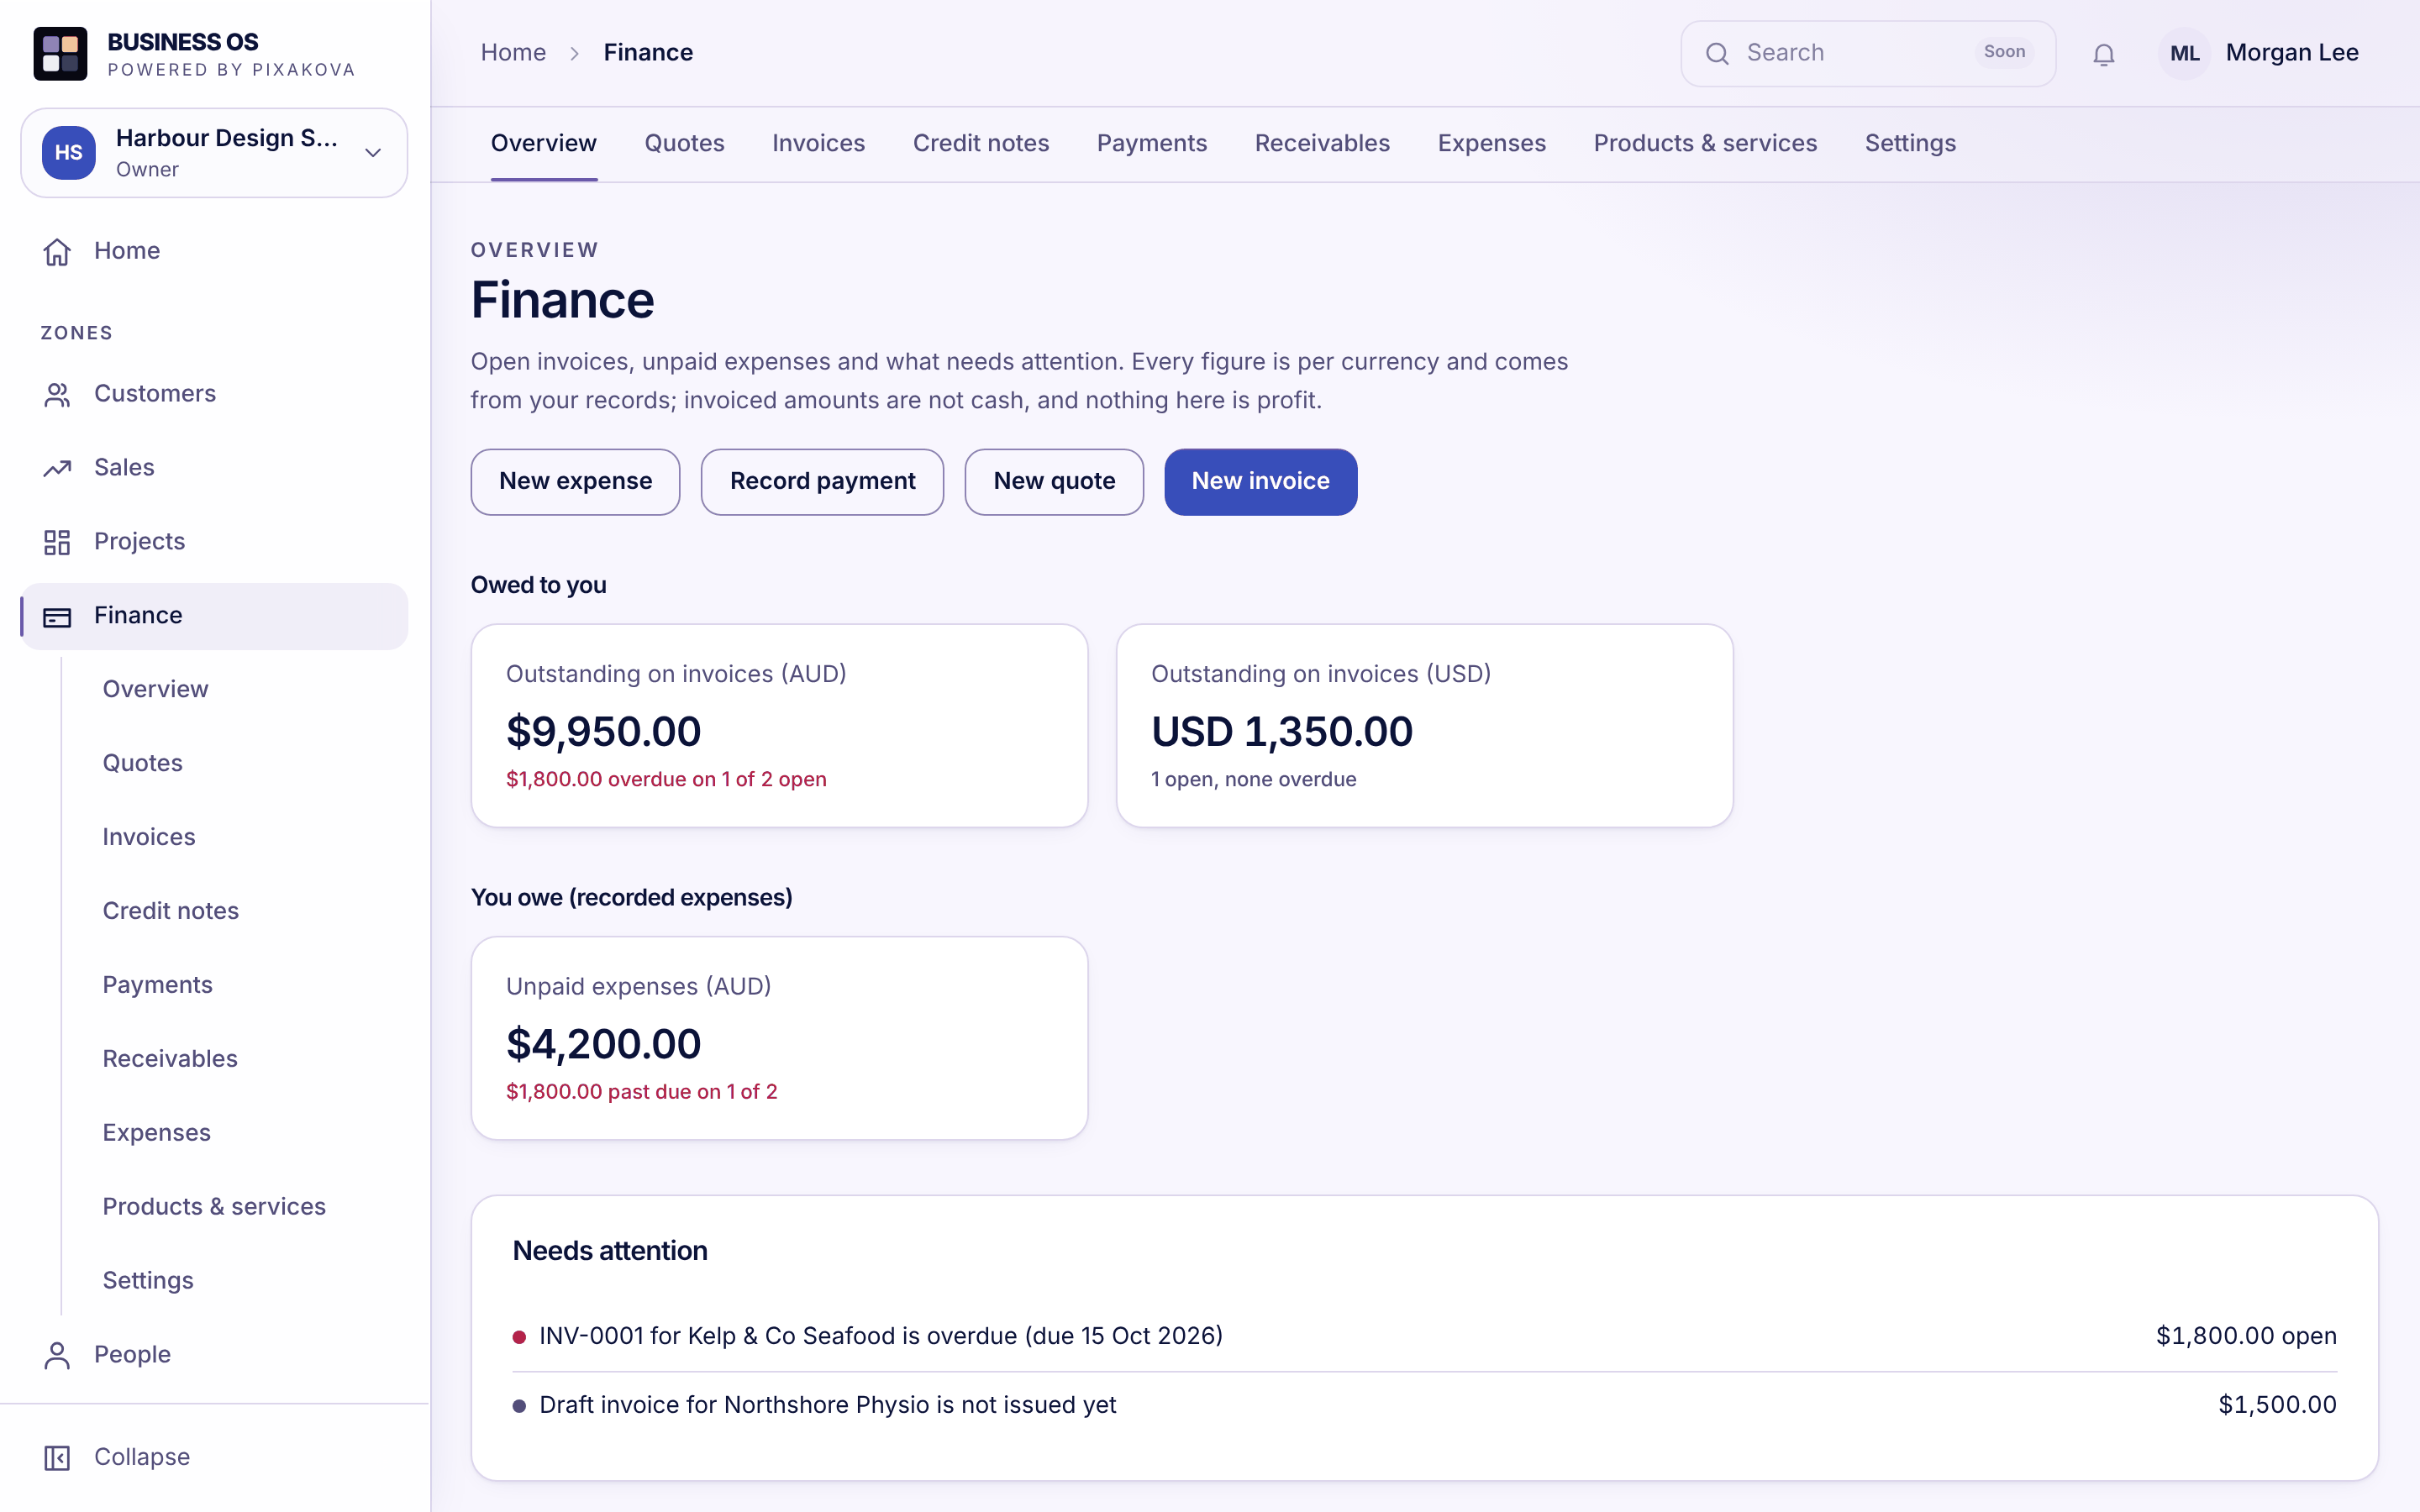 BUSINESS OS
POWERED BY PIXAKOVA
HS
Harbour Design S...
Owner
Home
ZONES
Customers
Sales
Projects
Finance
Overview
Quotes
Invoices
Credit notes
Payments
Receivables
Expenses
Products & services
Settings
People
Collapse
Home
Finance
Search
Soon
ML
Morgan Lee
Overview
Quotes
Invoices
Credit notes
Payments
Receivables
Expenses
Products & services
Settings
OVERVIEW
Finance
Open invoices, unpaid expenses and what needs attention. Every figure is per currency and comes
from your records; invoiced amounts are not cash, and nothing here is profit.
New expense
Record payment
New quote
New invoice
Owed to you
Outstanding on invoices (AUD)
$9,950.00
$1,800.00 overdue on 1 of 2 open
Outstanding on invoices (USD)
USD 1,350.00
1 open, none overdue
You owe (recorded expenses)
Unpaid expenses (AUD)
$4,200.00
$1,800.00 past due on 1 of 2
Needs attention
INV-0001 for Kelp & Co Seafood is overdue (due 15 Oct 2026)
$1,800.00 open
Draft invoice for Northshore Physio is not issued yet
$1,500.00